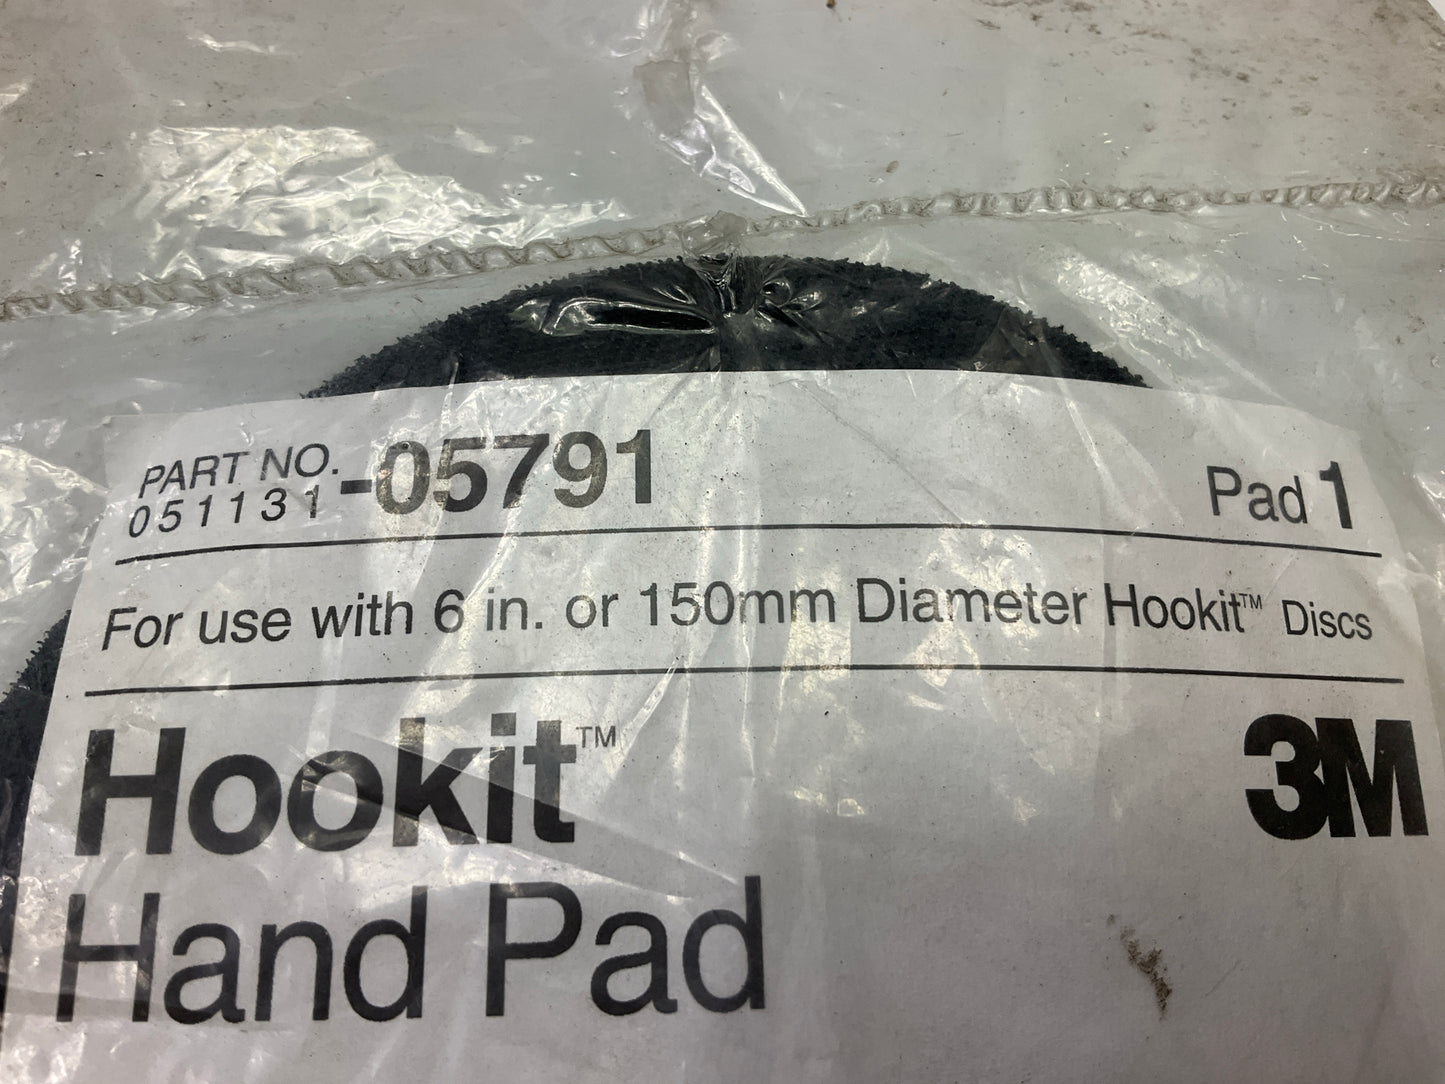 PART NO.
051131-05791
Pad 1
For use with 6 in. or 150mm Diameter Hookit™ Discs
Hookit™
3M
Hand Pad